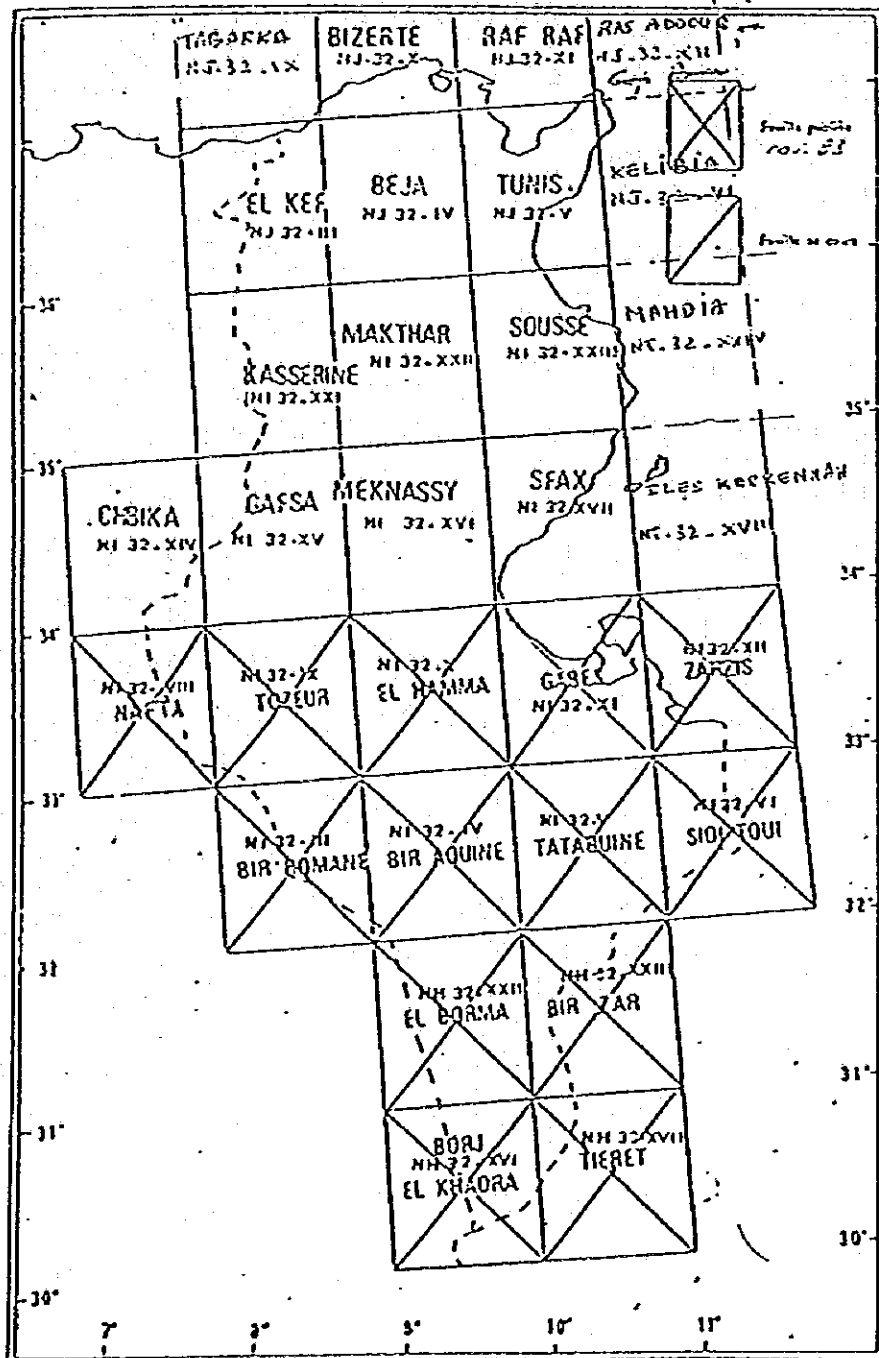 TABARKA
NJ.32.IX
BIZERTE
NJ-32-X
RAF RAF
NJ.32-XI
RAS ADDOUR
NJ.32-XII
EL KEF
NJ 32-III
BEJA
NJ 32-IV
TUNIS
NJ.32-V
KELIBIA
36°
KASSERINE
NI 32-XXI
MAKTHAR
NI 32-XXII
SOUSSE
NI 32-XXIII
MAHDIA
NI.32-XXIV
35°
35°
CHBIKA
NI 32-XIV
GAFSA
NI 32-XV
MEKNASSY
NI 32-XVI
SFAX
NI 32-XVII
ILES KERKENNAH
NI-32-XVII
34°
34°
NI 32-VIII
NAFTA
NI 32-IX
TOZEUR
NI 32-X
EL HAMMA
GABES
NI 32-XI
NI 32-XII
ZARZIS
33°
33°
NI 32-III
BIR ROMANE
NI 32-IV
BIR AOUINE
NI 32-V
TATAOUINE
NI 32-VI
SIOU TOUI
32°
32°
NH 32-XXII
EL BORMA
NH-32-XXIII
BIR ZAR
31°
31°
BORJ
NH 32-XVI
EL KHADRA
NH 32-XVII
TIERET
30°
30°
7°
8°
9°
10°
11°